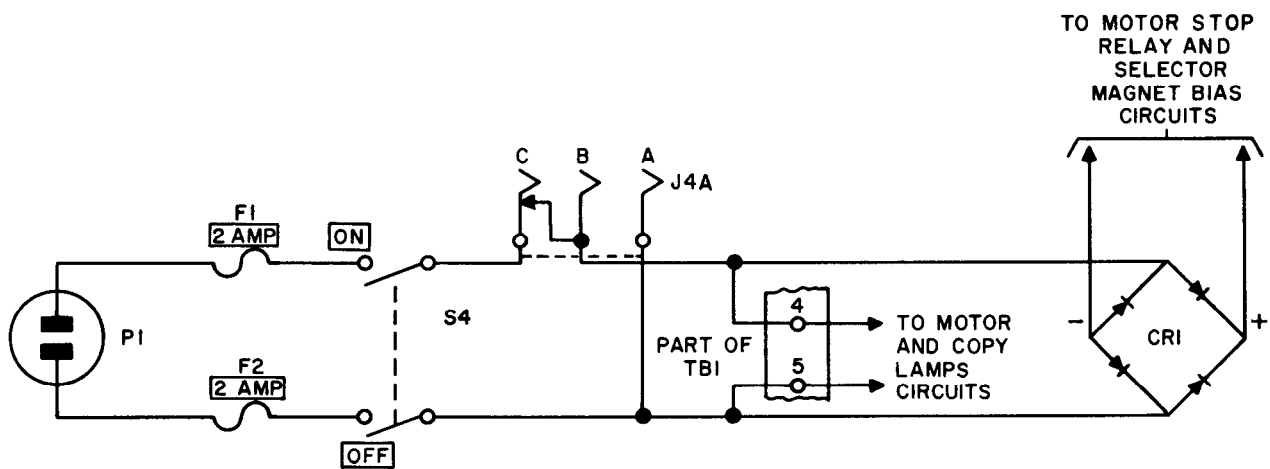 TO MOTOR STOP
RELAY AND
SELECTOR
MAGNET BIAS
CIRCUITS
C B A
J4A
F1
2 AMP
ON
S4
P1
F2
2 AMP
OFF
PART OF
TB1
4
5
TO MOTOR
AND COPY
LAMPS
CIRCUITS
-
CR1
+